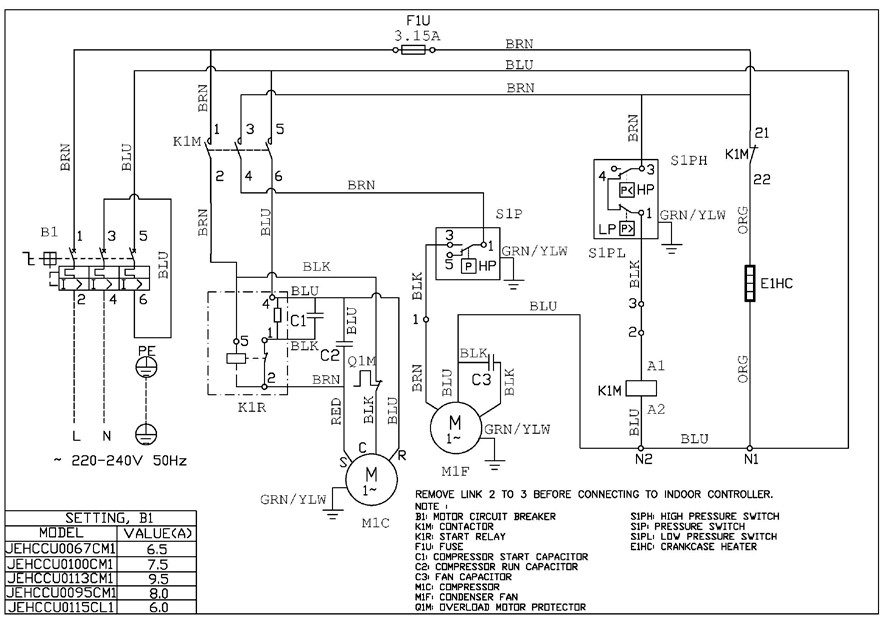 F1U
3.15A
BRN
BLU
BRN
BRN
BLU
BRN
K1M
1
3
5
2
4
6
BRN
BLU
BRN
BRN
S1PH
4
3
P< HP
1
LP P>
S1PL
GRN/YLW
21
K1M
22
ORG
B1
1
3
5
BLU
2
4
6
S1P
3
1
5
P HP
GRN/YLW
BLK
BLK
BLU
4
C1
1
BLK
5
2
BRN
K1R
BLU
C2
Q1M
RED
BLK
BLU
1
BRN
BLU
BLK
C3
BLK
BLU
BLK
3
2
K1M
A1
A2
BLU
E1HC
ORG
BLU
N2
N1
PE
L
N
~ 220-240V 50Hz
S
C
R
M
1~
M1C
GRN/YLW
M
1~
M1F
GRN/YLW
REMOVE LINK 2 TO 3 BEFORE CONNECTING TO INDOOR CONTROLLER.
NOTE :
B1: MOTOR CIRCUIT BREAKER
K1M: CONTACTOR
K1R: START RELAY
F1U: FUSE
C1: COMPRESSOR START CAPACITOR
C2: COMPRESSOR RUN CAPACITOR
C3: FAN CAPACITOR
M1C: COMPRESSOR
M1F: CONDENSER FAN
Q1M: OVERLOAD MOTOR PROTECTOR
S1PH: HIGH PRESSURE SWITCH
S1P: PRESSURE SWITCH
S1PL: LOW PRESSURE SWITCH
E1HC: CRANKCASE HEATER
SETTING, B1
MODEL VALUE(A)
JEHCCU0067CM1 6.5
JEHCCU0100CM1 7.5
JEHCCU0113CM1 9.5
JEHCCU0095CM1 8.0
JEHCCU0115CL1 6.0